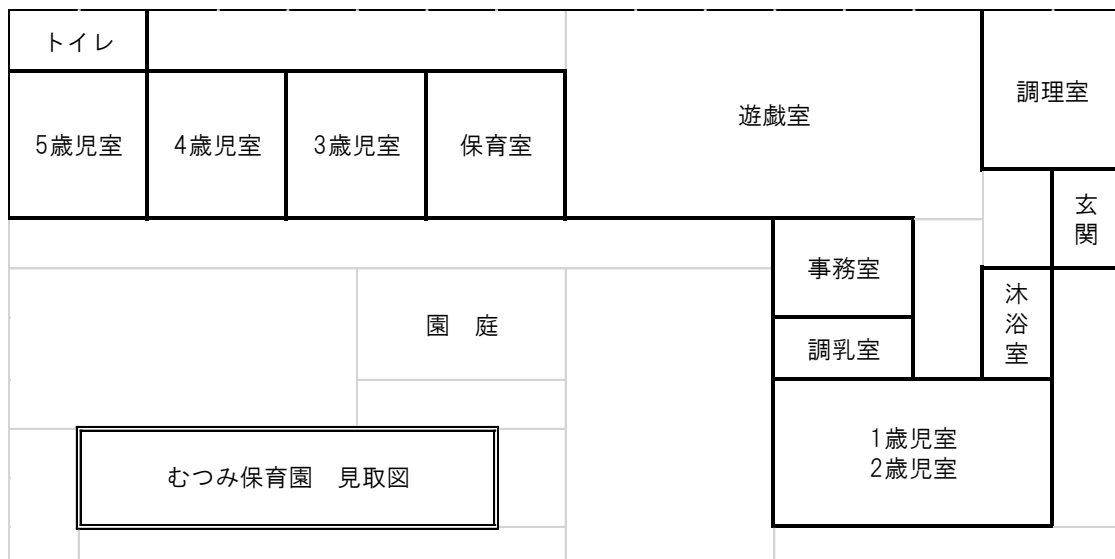 トイレ
調理室
遊戯室
5歳児室
4歳児室
3歳児室
保育室
玄関
事務室
沐浴室
園　庭
調乳室
1歳児室
2歳児室
むつみ保育園　見取図